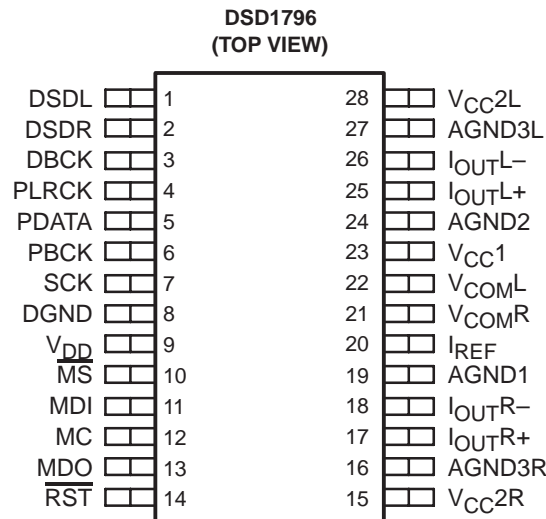 DSD1796
(TOP VIEW)
DSDL 1 28 VCC2L
DSDR 2 27 AGND3L
DBCK 3 26 IOUTL–
PLRCK 4 25 IOUTL+
PDATA 5 24 AGND2
PBCK 6 23 VCC1
SCK 7 22 VCOML
DGND 8 21 VCOMR
VDD 9 20 IREF
MS 10 19 AGND1
MDI 11 18 IOUTR–
MC 12 17 IOUTR+
MDO 13 16 AGND3R
RST 14 15 VCC2R